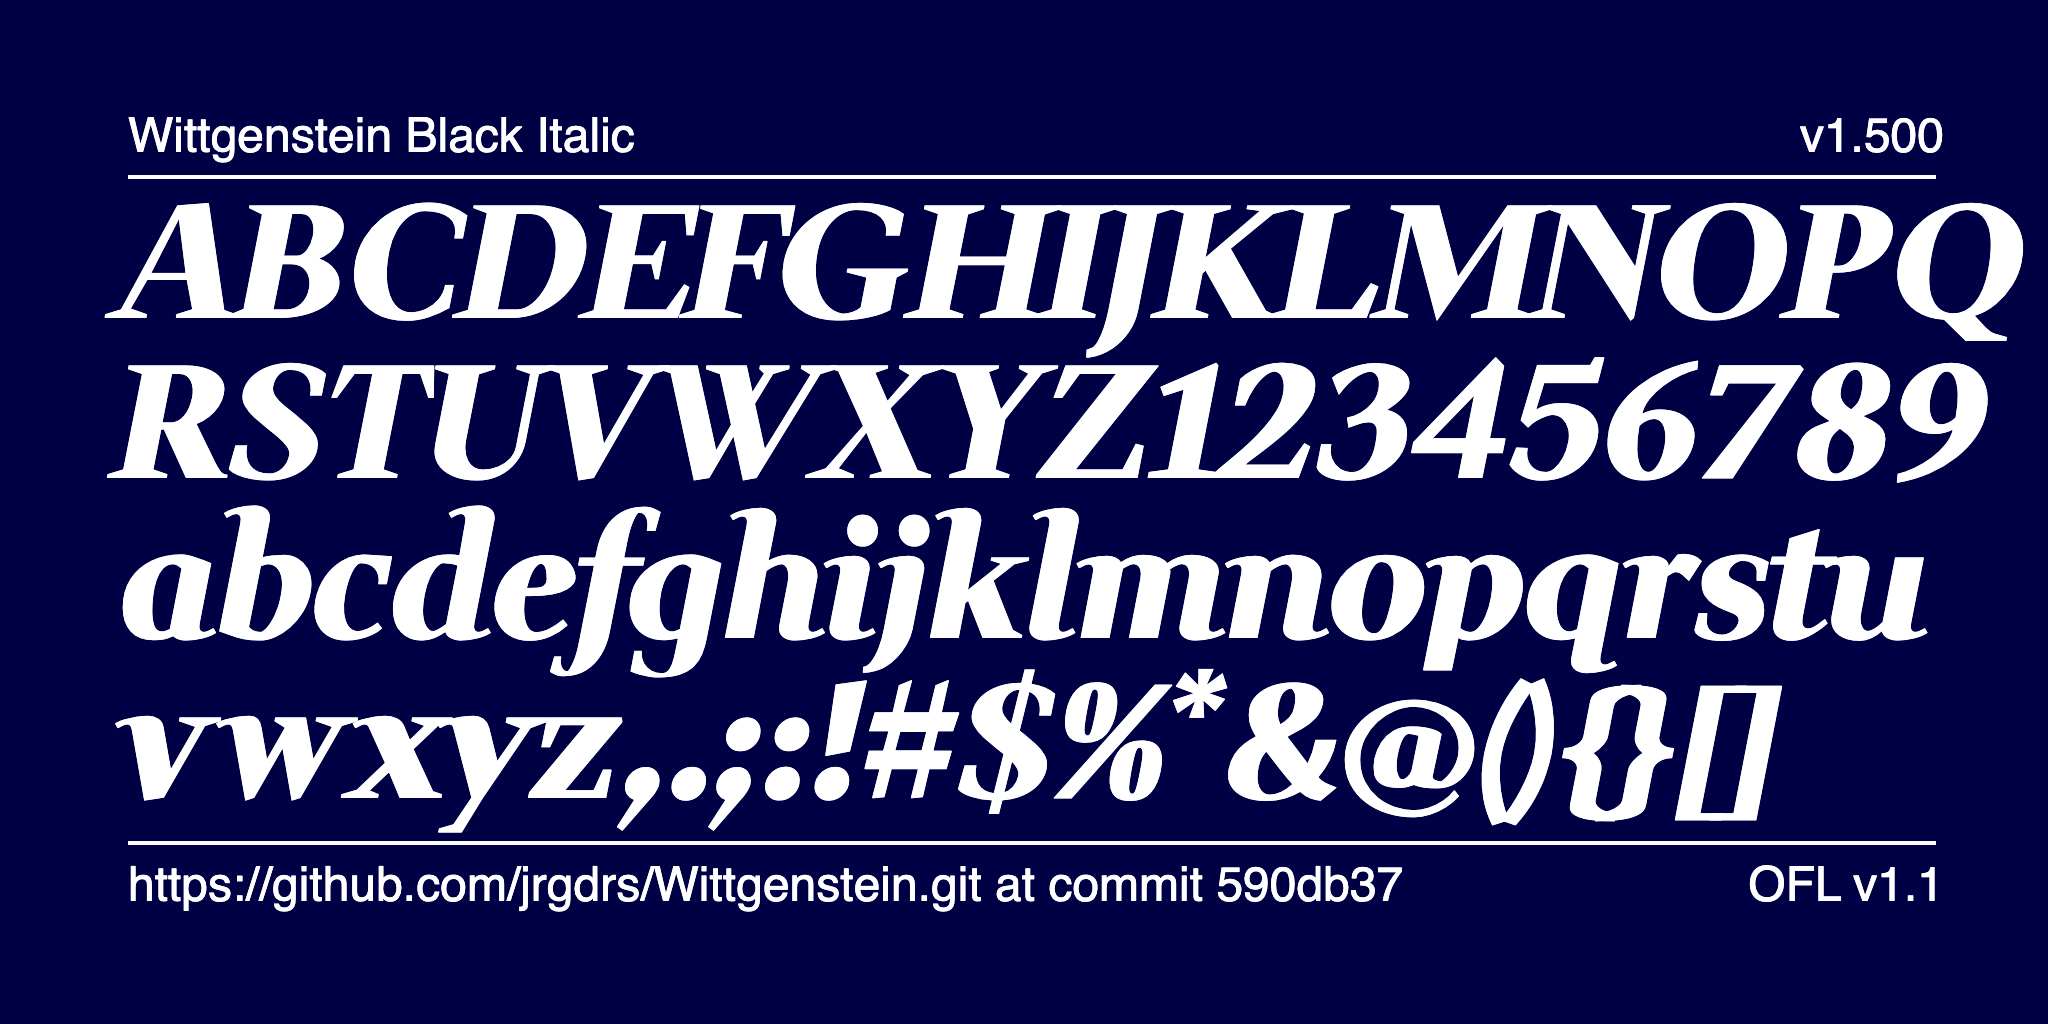 Wittgenstein Black Italic
v1.500
ABCDEFGHIJKLMNOPQ
RSTUVWXYZ123456789
abcdefghijklmnopqrstu
vwxyz,.;:!#$%*&@(){}[]
https://github.com/jrgdrs/Wittgenstein.git at commit 590db37
OFL v1.1